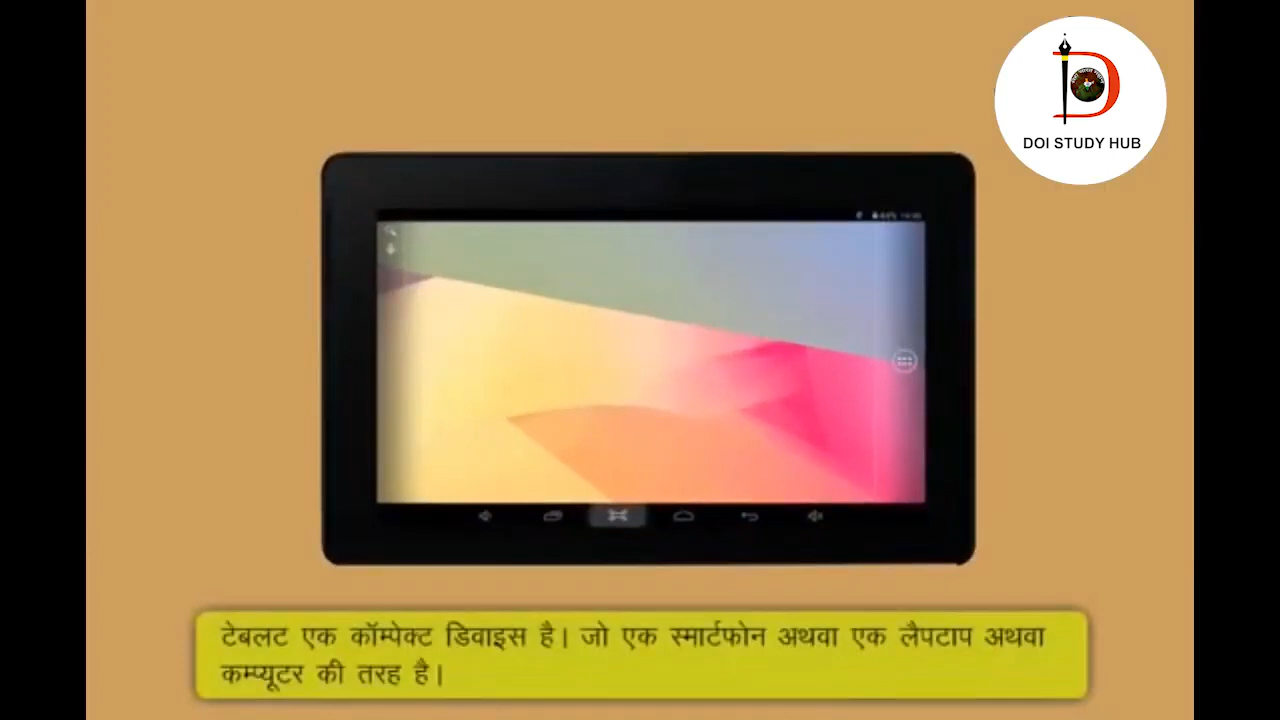 DOI STUDY HUB
टेबलट एक कॉम्पेक्ट डिवाइस है। जो एक स्मार्टफोन अथवा एक लैपटाप अथवा
कम्प्यूटर की तरह है।